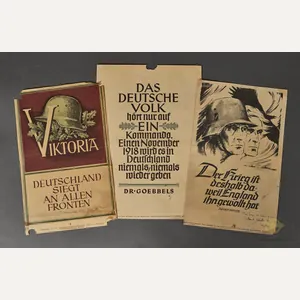 VIKTORIA
DEUTSCHLAND
SIEGT
AN ALLEN
FRONTEN
DAS
DEUTSCHE
VOLK
hört nur auf
EIN
Kommando.
Einen November
1918 wird es in
Deutschland
niemals, niemals
wieder geben
DR·GOEBBELS
Der Krieg ist
deshalb da,
weil England
ihn gewollt hat